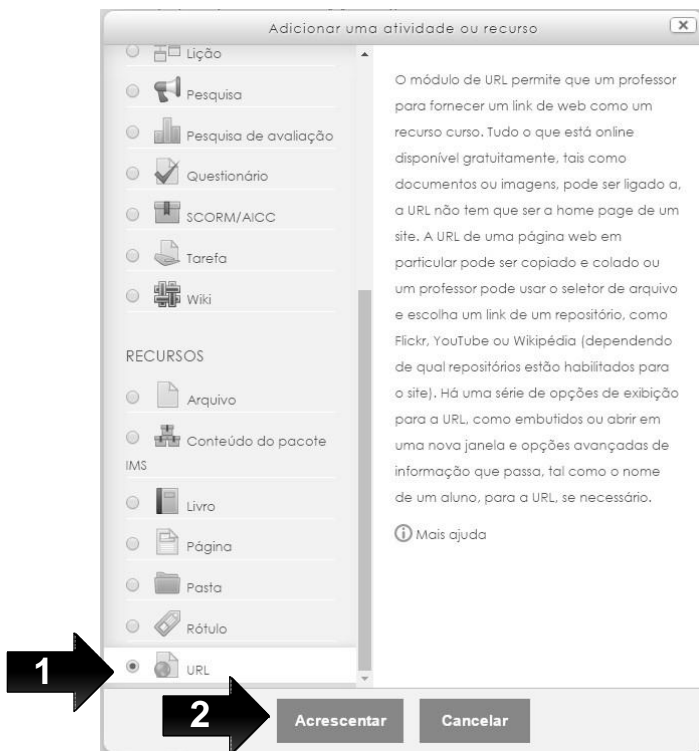 Adicionar uma atividade ou recurso
Lição
Pesquisa
Pesquisa de avaliação
Questionário
SCORM/AICC
Tarefa
Wiki
RECURSOS
Arquivo
Conteúdo do pacote
IMS
Livro
Página
Pasta
Rótulo
1
URL
O módulo de URL permite que um professor
para fornecer um link de web como um
recurso curso. Tudo o que está online
disponível gratuitamente, tais como
documentos ou imagens, pode ser ligado a,
a URL não tem que ser a home page de um
site. A URL de uma página web em
particular pode ser copiado e colado ou
um professor pode usar o seletor de arquivo
e escolha um link de um repositório, como
Flickr, YouTube ou Wikipédia (dependendo
de qual repositórios estão habilitados para
o site). Há uma série de opções de exibição
para a URL, como embutidos ou abrir em
uma nova janela e opções avançadas de
informação que passa, tal como o nome
de um aluno, para a URL, se necessário.
Mais ajuda
2
Acrescentar
Cancelar